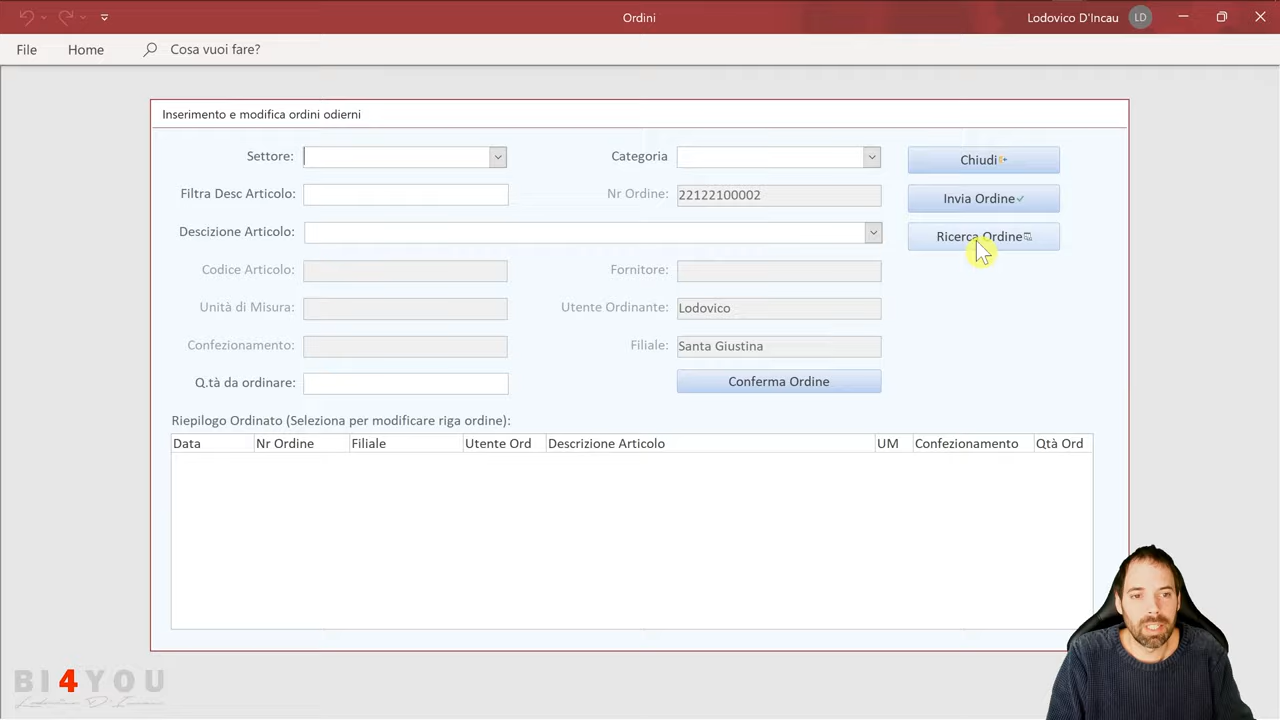 Ordini
Lodovico D'Incau LD
File Home Cosa vuoi fare?
Inserimento e modifica ordini odierni
Settore: Categoria Chiudi
Filtra Desc Articolo: Nr Ordine: 22122100002 Invia Ordine
Descizione Articolo: Ricerca Ordine
Codice Articolo: Fornitore:
Unità di Misura: Utente Ordinante: Lodovico
Confezionamento: Filiale: Santa Giustina
Q.tà da ordinare: Conferma Ordine
Riepilogo Ordinato (Seleziona per modificare riga ordine):
Data Nr Ordine Filiale Utente Ord Descrizione Articolo UM Confezionamento Qtà Ord
BI4YOU
Lodovico D'Incau